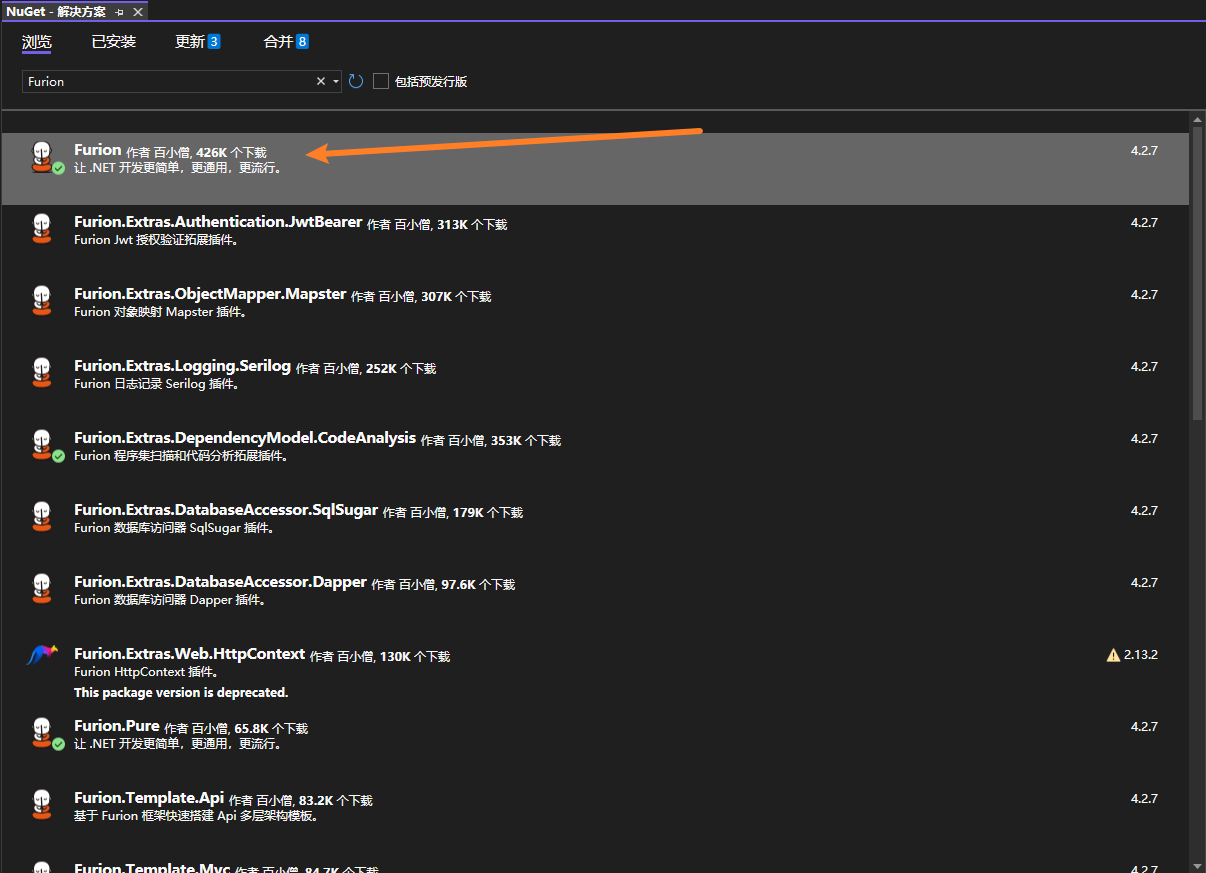 NuGet - 解决方案
浏览 已安装 更新 3 合并 8
Furion 包括预发行版
Furion 作者 百小僧, 426K 个下载 4.2.7
让 .NET 开发更简单，更通用，更流行。
Furion.Extras.Authentication.JwtBearer 作者 百小僧, 313K 个下载 4.2.7
Furion Jwt 授权验证拓展插件。
Furion.Extras.ObjectMapper.Mapster 作者 百小僧, 307K 个下载 4.2.7
Furion 对象映射 Mapster 插件。
Furion.Extras.Logging.Serilog 作者 百小僧, 252K 个下载 4.2.7
Furion 日志记录 Serilog 插件。
Furion.Extras.DependencyModel.CodeAnalysis 作者 百小僧, 353K 个下载 4.2.7
Furion 程序集扫描和代码分析拓展插件。
Furion.Extras.DatabaseAccessor.SqlSugar 作者 百小僧, 179K 个下载 4.2.7
Furion 数据库访问器 SqlSugar 插件。
Furion.Extras.DatabaseAccessor.Dapper 作者 百小僧, 97.6K 个下载 4.2.7
Furion 数据库访问器 Dapper 插件。
Furion.Extras.Web.HttpContext 作者 百小僧, 130K 个下载 2.13.2
Furion HttpContext 插件。
This package version is deprecated.
Furion.Pure 作者 百小僧, 65.8K 个下载 4.2.7
让 .NET 开发更简单，更通用，更流行。
Furion.Template.Api 作者 百小僧, 83.2K 个下载 4.2.7
基于 Furion 框架快速搭建 Api 多层架构模板。
Furion.Template.Mvc 作者 百小僧, 84.7K 个下载 4.2.7